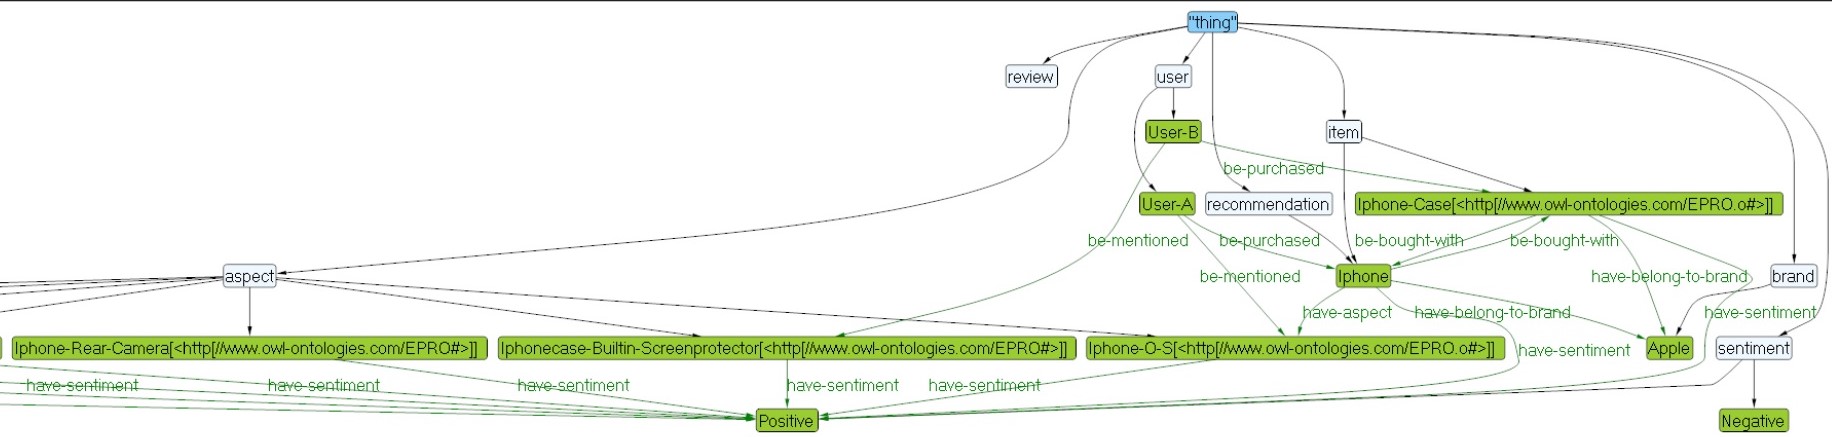 "thing"
review
user
User-B
item
be-purchased
User-A
recommendation
Iphone-Case[<http[//www.owl-ontologies.com/EPRO.o#>]]
be-mentioned
be-purchased
be-bought-with
be-bought-with
aspect
be-mentioned
Iphone
have-belong-to-brand
brand
have-aspect
have-belong-to-brand
have-sentiment
Iphone-Rear-Camera[<http[//www.owl-ontologies.com/EPRO#>]]
Iphonecase-Builtin-Screenprotector[<http[//www.owl-ontologies.com/EPRO#>]]
Iphone-O-S[<http[//www.owl-ontologies.com/EPRO.o#>]]
have-sentiment
Apple
sentiment
have-sentiment
have-sentiment
have-sentiment
have-sentiment
have-sentiment
Positive
Negative